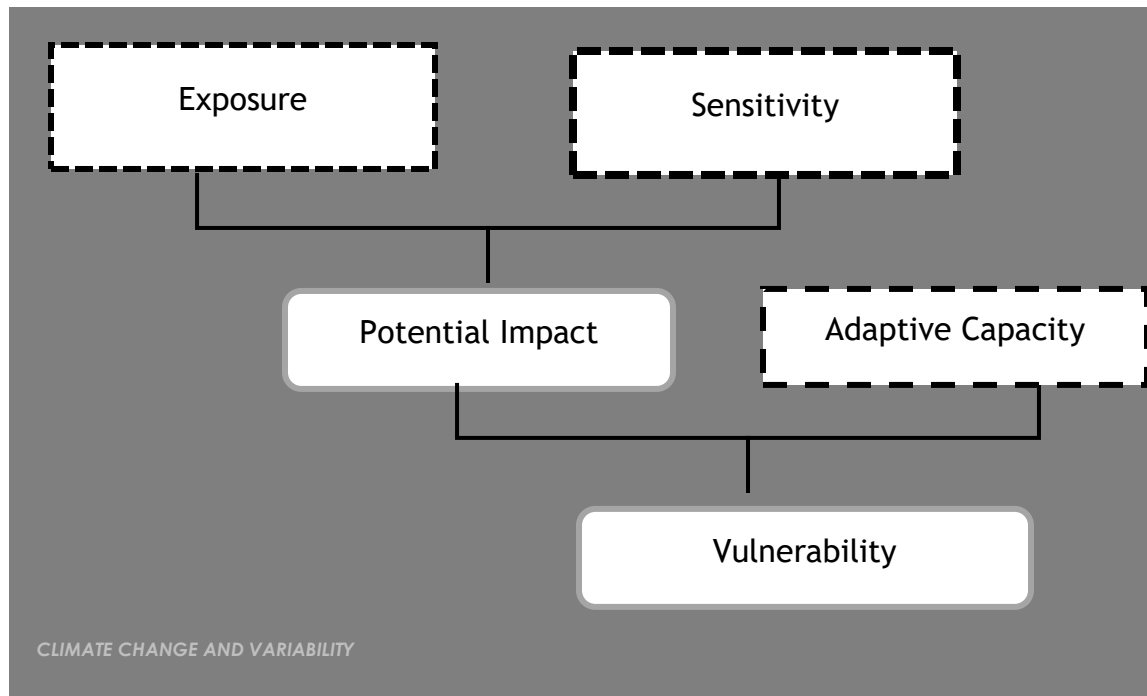 Exposure
Sensitivity
Potential Impact
Adaptive Capacity
Vulnerability
CLIMATE CHANGE AND VARIABILITY